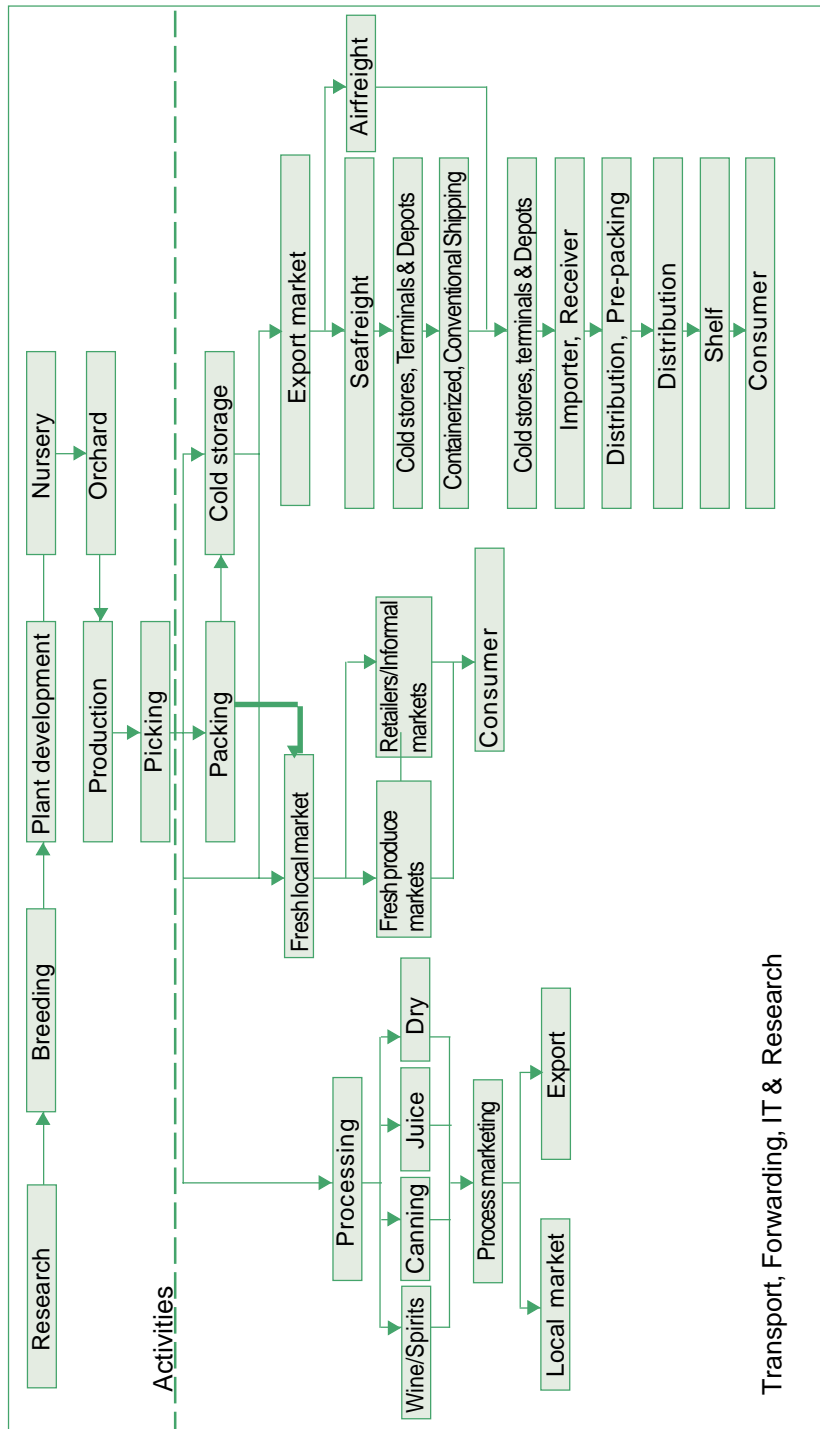 Research
Breeding
Plant development
Nursery
Orchard
Production
Picking
Activities
Packing
Cold storage
Processing
Fresh local market
Export market
Wine/Spirits
Canning
Juice
Dry
Fresh produce
markets
Retailers/Informal
markets
Seafreight
Airfreight
Cold stores, Terminals & Depots
Containerized, Conventional Shipping
Process marketing
Consumer
Local market
Export
Cold stores, terminals & Depots
Importer, Receiver
Distribution, Pre-packing
Distribution
Shelf
Consumer
Transport, Forwarding, IT & Research